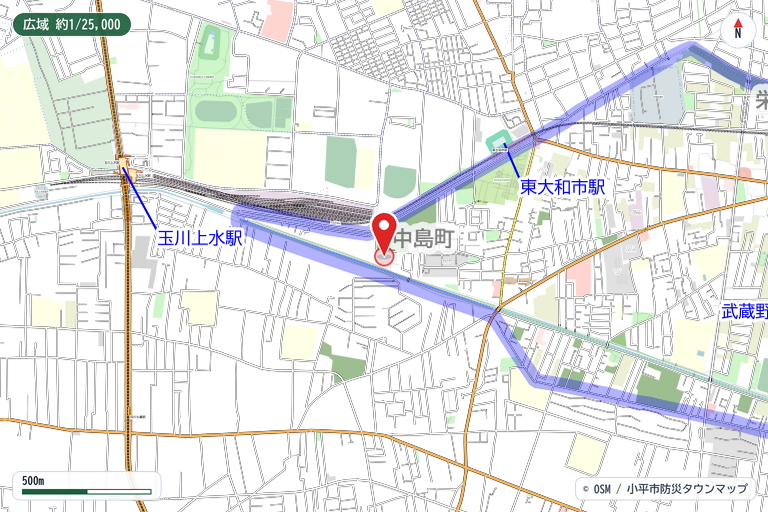 広域 約1/25,000
N
栄
東大和市駅
玉川上水駅
中島町
武蔵野
500m
© OSM / 小平市防災タウンマップ